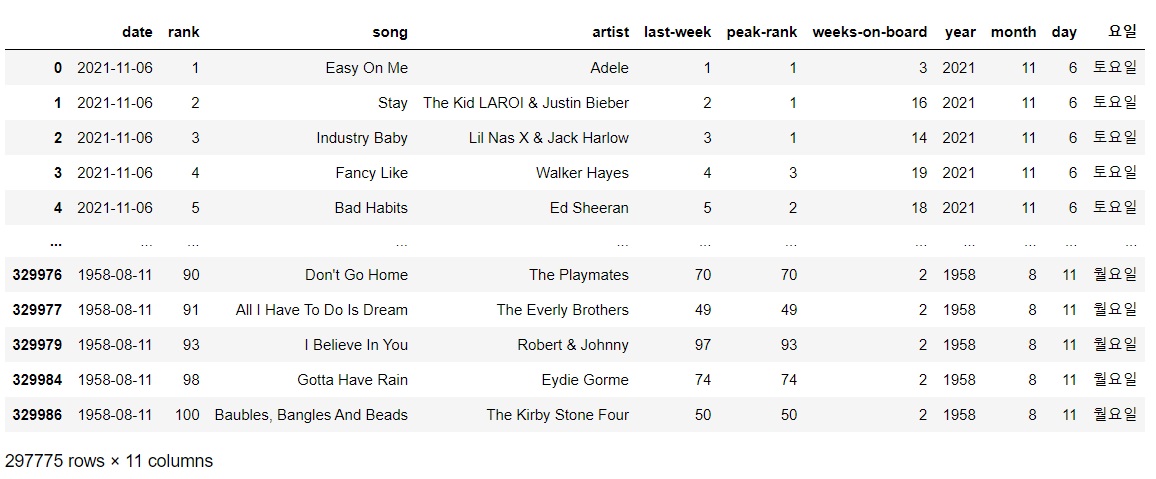 date rank song artist last-week peak-rank weeks-on-board year month day 요일
0 2021-11-06 1 Easy On Me Adele 1 1 3 2021 11 6 토요일
1 2021-11-06 2 Stay The Kid LAROI & Justin Bieber 2 1 16 2021 11 6 토요일
2 2021-11-06 3 Industry Baby Lil Nas X & Jack Harlow 3 1 14 2021 11 6 토요일
3 2021-11-06 4 Fancy Like Walker Hayes 4 3 19 2021 11 6 토요일
4 2021-11-06 5 Bad Habits Ed Sheeran 5 2 18 2021 11 6 토요일
... ... ... ... ... ... ... ... ... ... ... ...
329976 1958-08-11 90 Don't Go Home The Playmates 70 70 2 1958 8 11 월요일
329977 1958-08-11 91 All I Have To Do Is Dream The Everly Brothers 49 49 2 1958 8 11 월요일
329979 1958-08-11 93 I Believe In You Robert & Johnny 97 93 2 1958 8 11 월요일
329984 1958-08-11 98 Gotta Have Rain Eydie Gorme 74 74 2 1958 8 11 월요일
329986 1958-08-11 100 Baubles, Bangles And Beads The Kirby Stone Four 50 50 2 1958 8 11 월요일
297775 rows × 11 columns